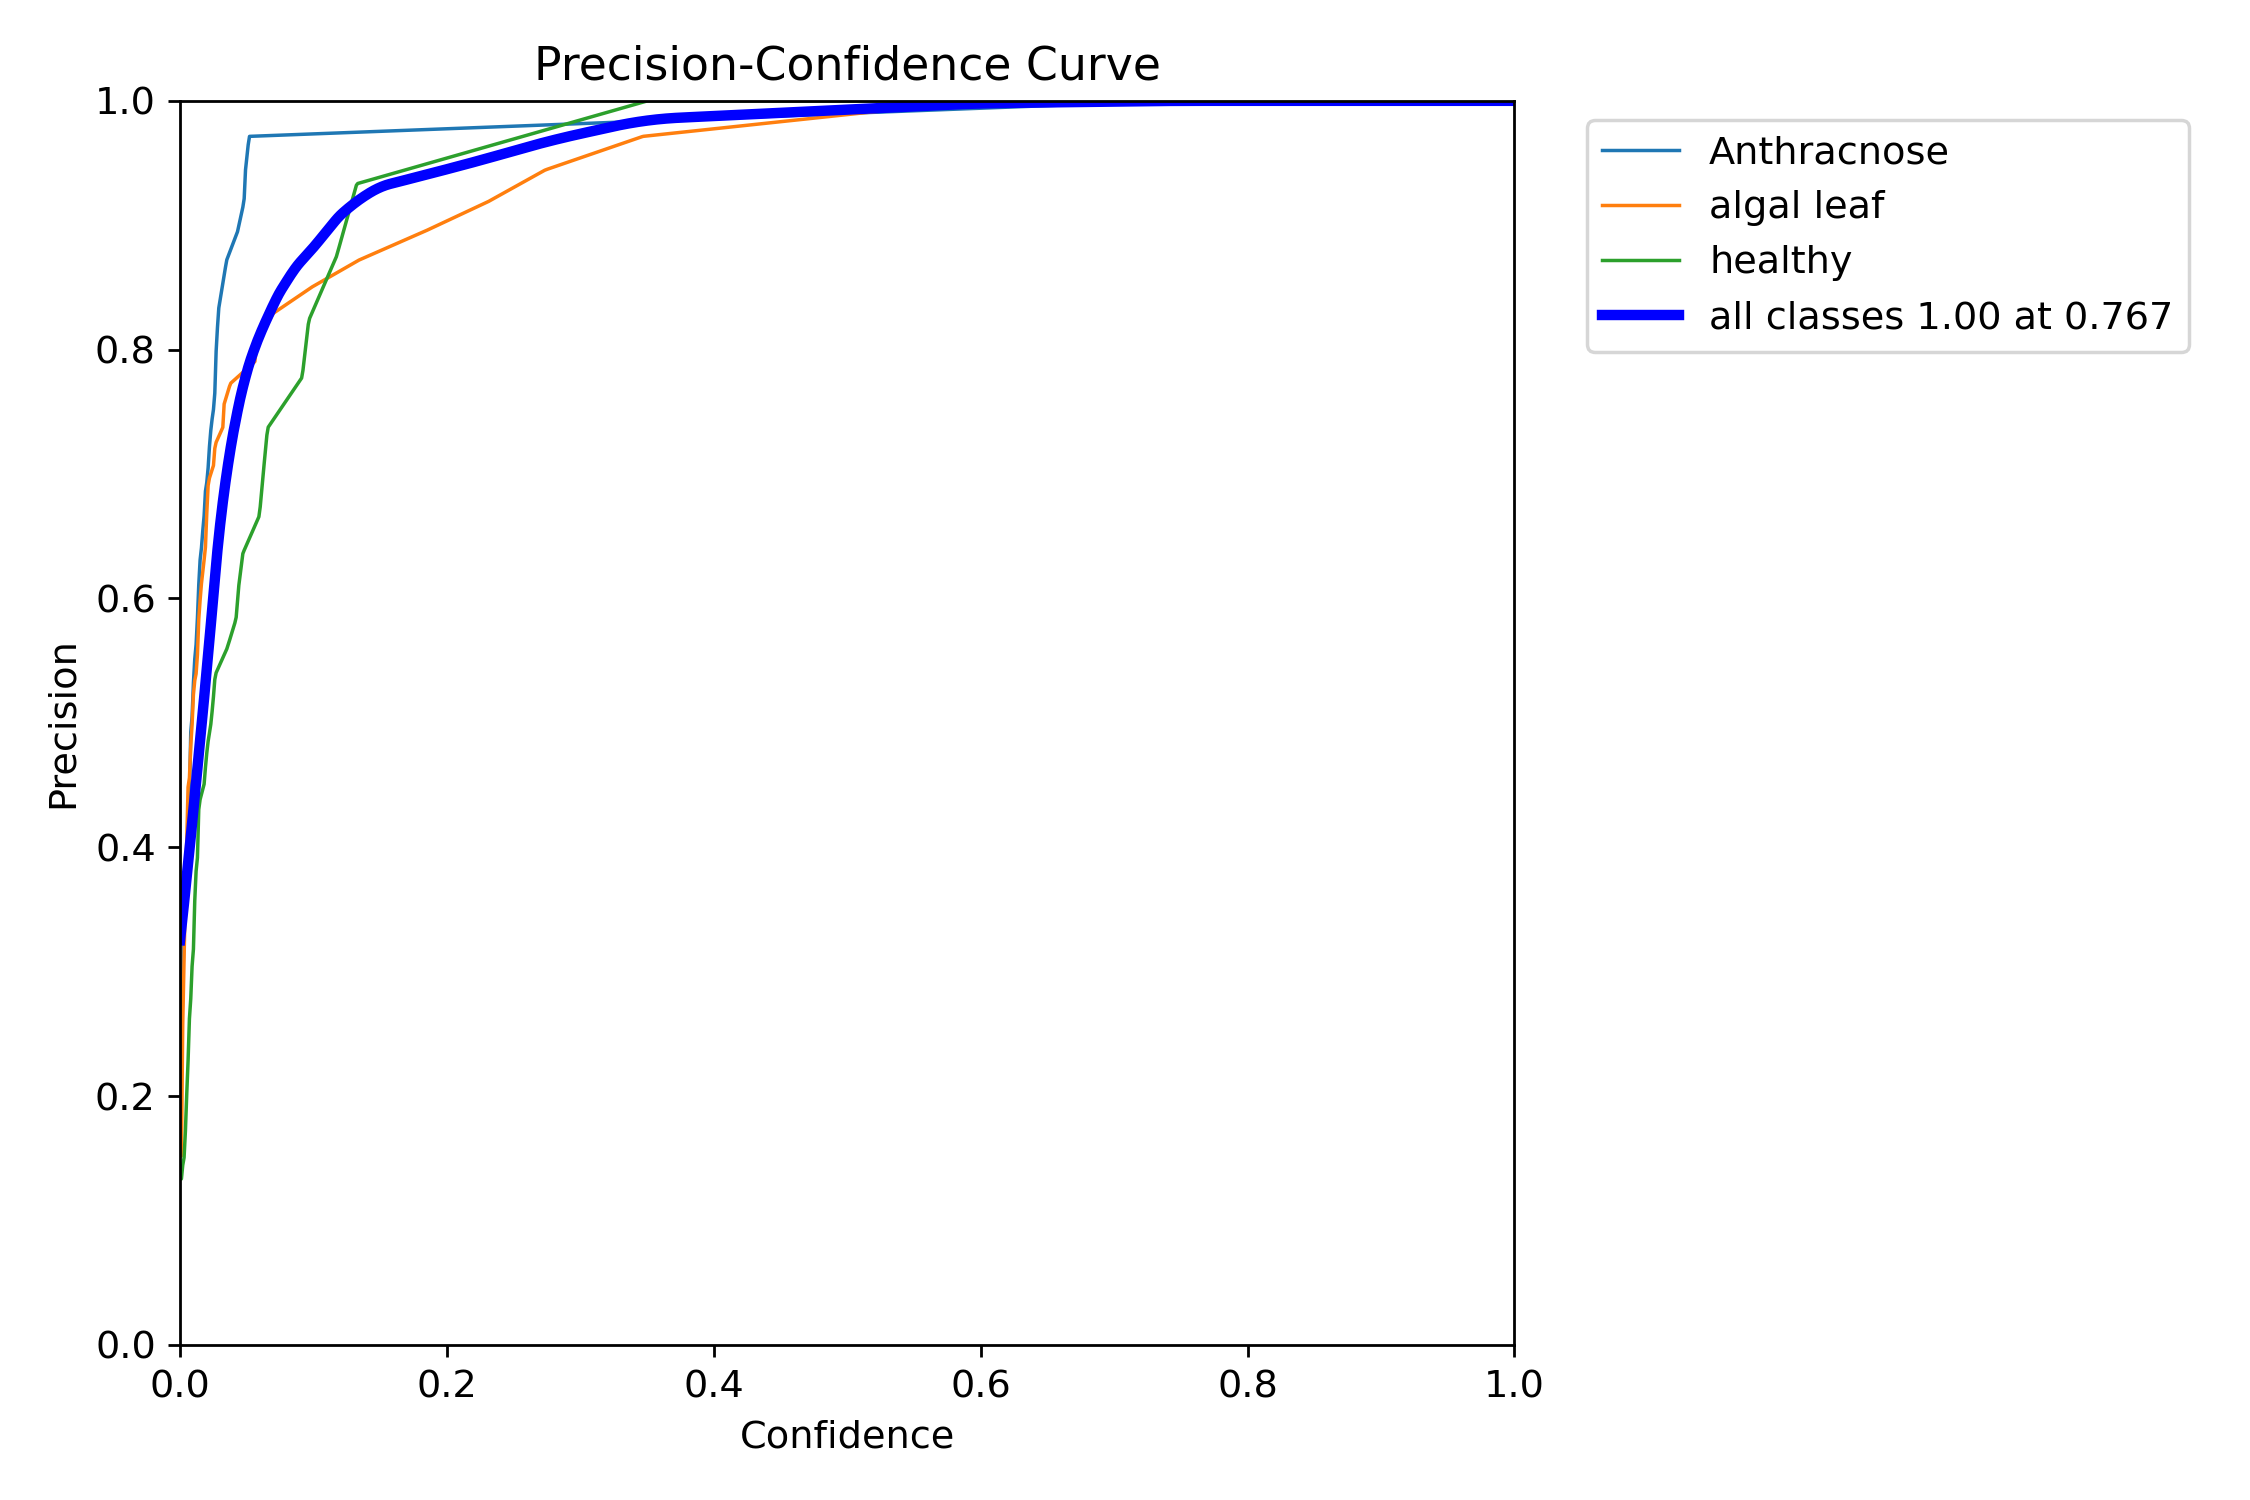 Precision-Confidence Curve
1.0
0.8
0.6
0.4
0.2
0.0
Precision
0.0 0.2 0.4 0.6 0.8 1.0
Confidence
Anthracnose
algal leaf
healthy
all classes 1.00 at 0.767